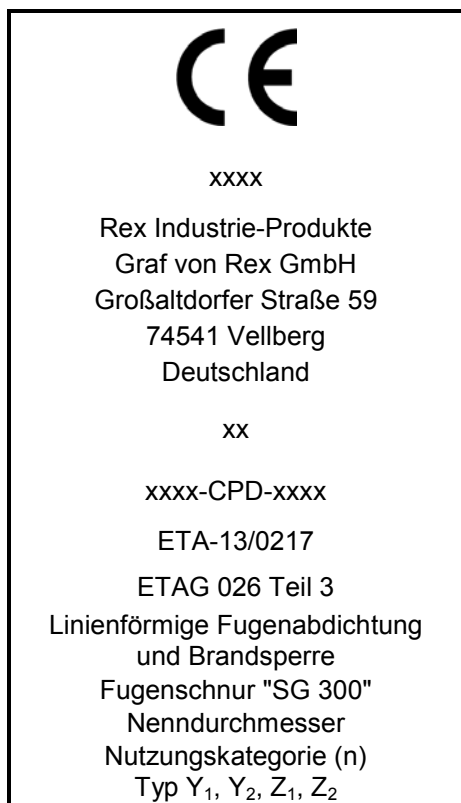 CE
xxxx
Rex Industrie-Produkte
Graf von Rex GmbH
Großaltdorfer Straße 59
74541 Vellberg
Deutschland
xx
xxxx-CPD-xxxx
ETA-13/0217
ETAG 026 Teil 3
Linienförmige Fugenabdichtung
und Brandsperre
Fugenschnur "SG 300"
Nenndurchmesser
Nutzungskategorie (n)
Typ Y₁, Y₂, Z₁, Z₂